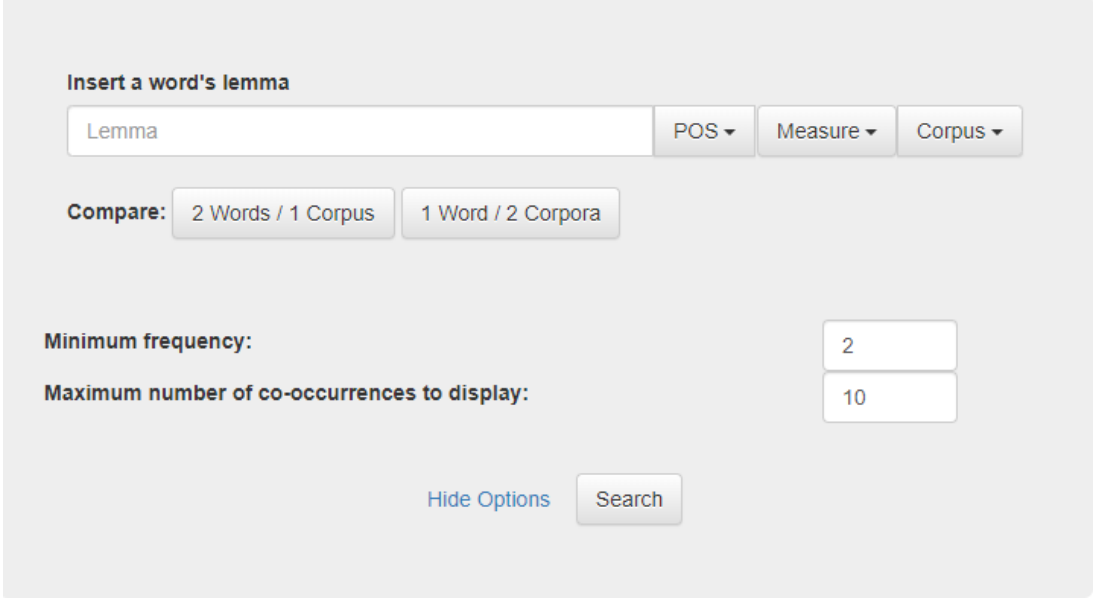 Insert a word's lemma
Lemma POS Measure Corpus
Compare: 2 Words / 1 Corpus 1 Word / 2 Corpora
Minimum frequency: 2
Maximum number of co-occurrences to display: 10
Hide Options Search